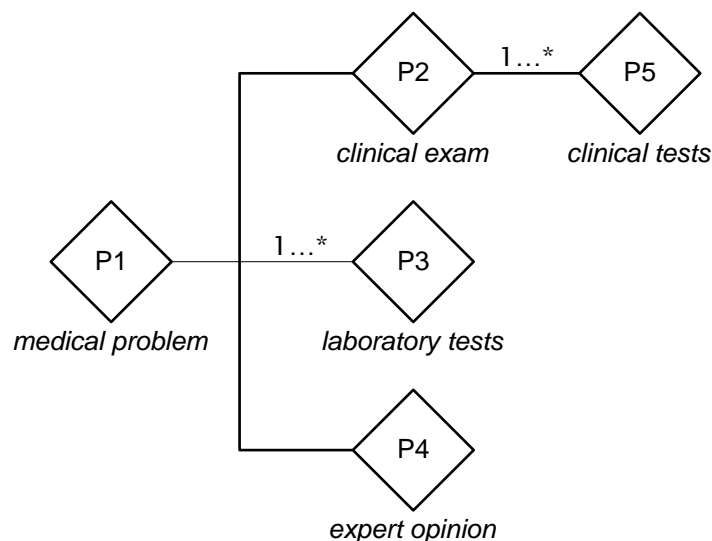 P2
1...*
P5
clinical exam
clinical tests
P1
1...*
P3
medical problem
laboratory tests
P4
expert opinion